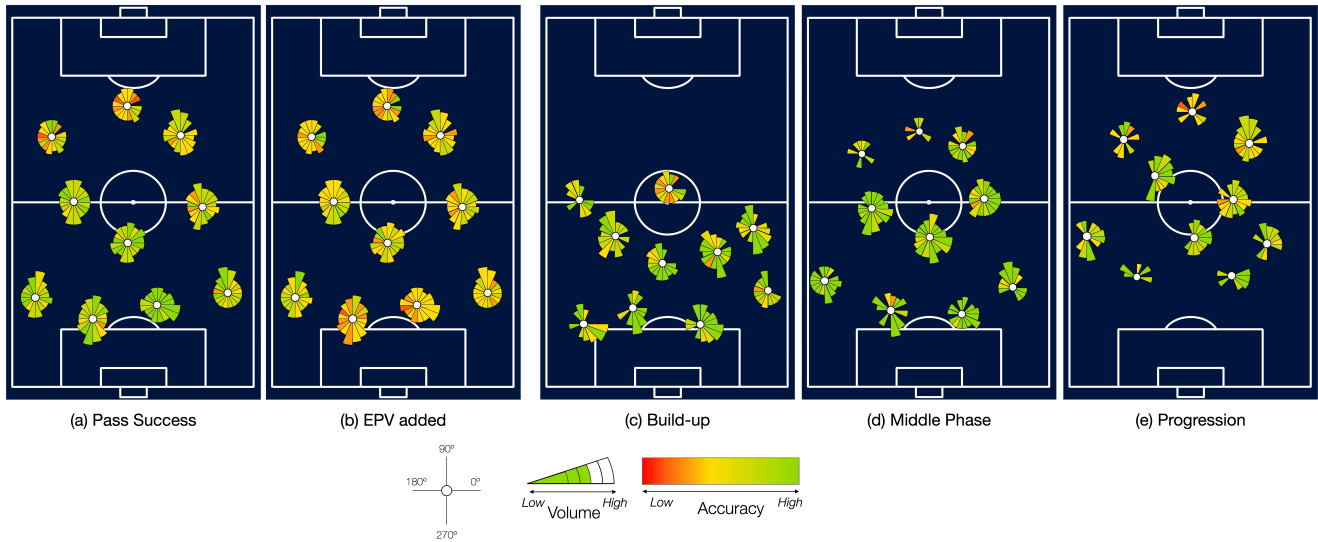 (a) Pass Success
(b) EPV added
(c) Build-up
(d) Middle Phase
(e) Progression
90º
180º
0º
270º
Low
High
Volume
Low
High
Accuracy